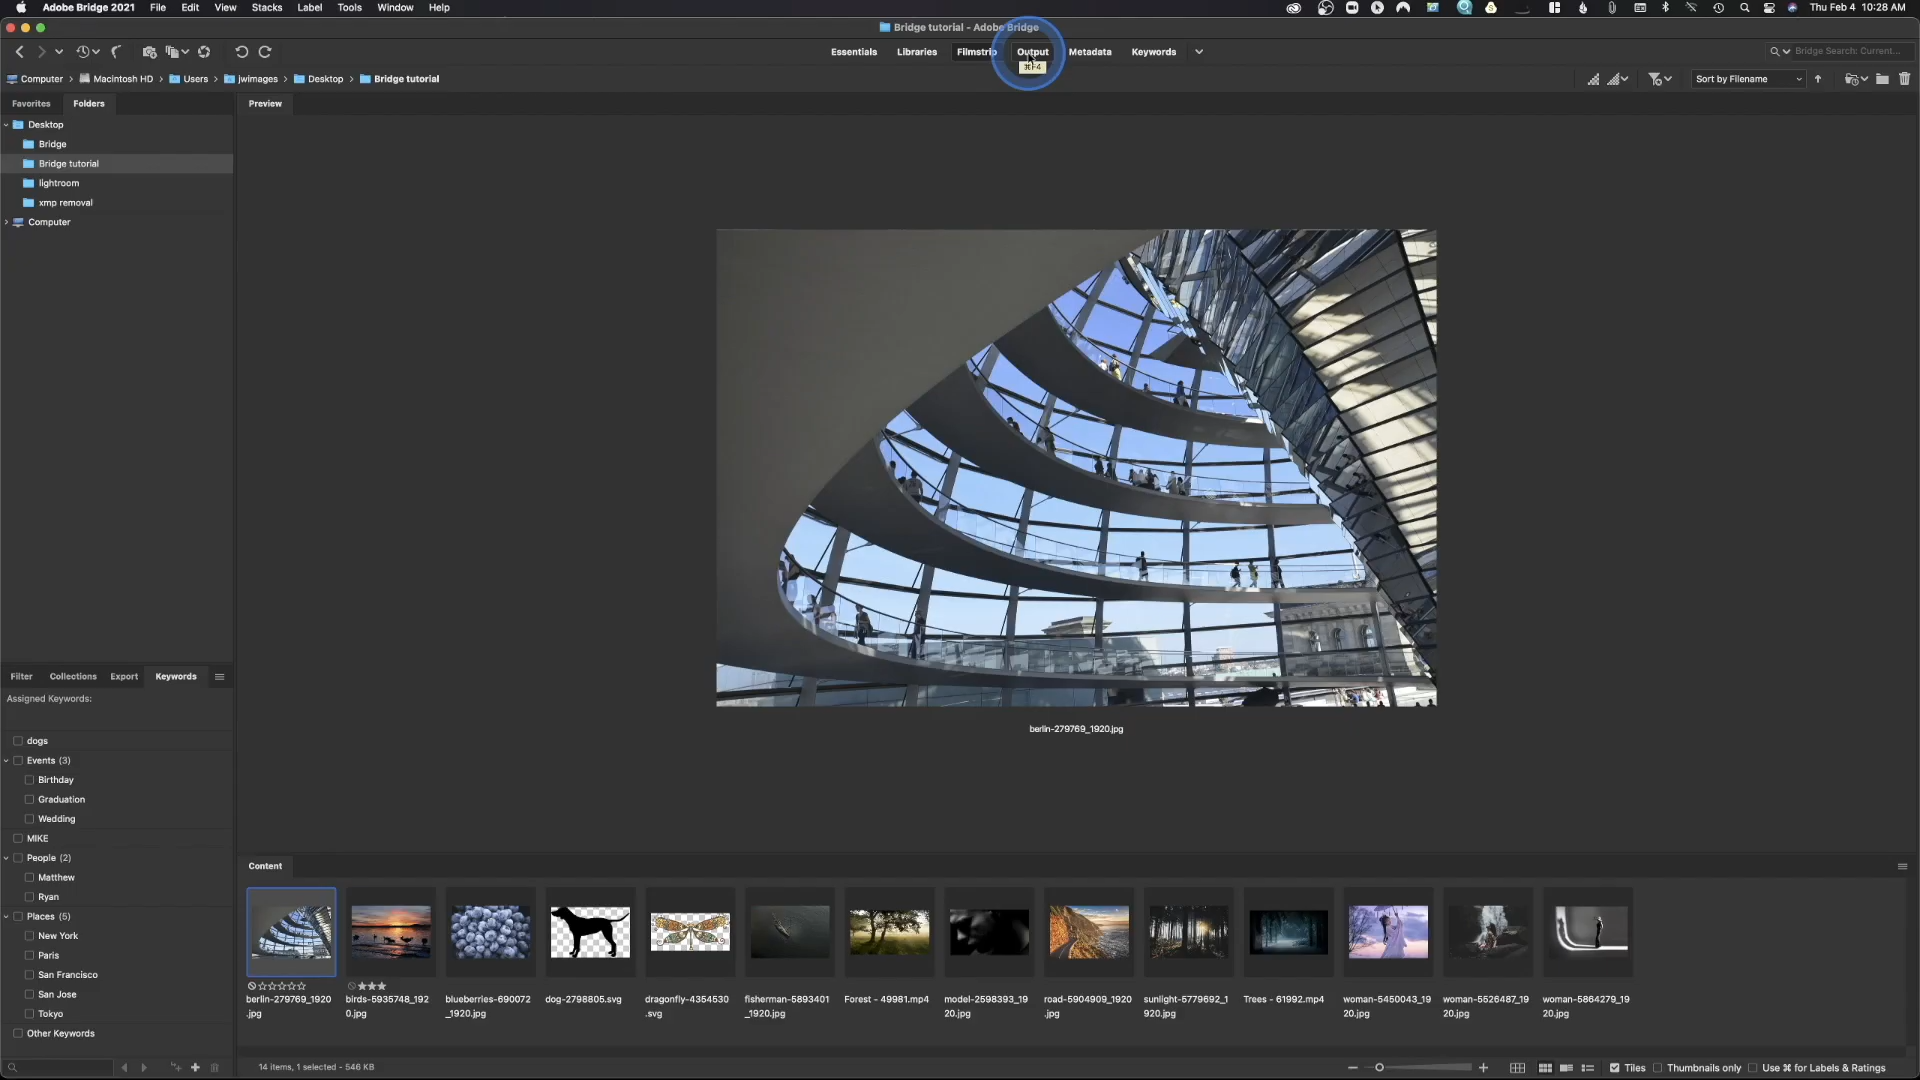 Adobe Bridge 2021 File Edit View Stacks Label Tools Window Help Thu Feb 4 10:28 AM
Bridge tutorial - Adobe Bridge
Essentials Libraries Filmstrip Output Metadata Keywords Bridge Search: Current...
⌘F4
Computer Macintosh HD Users jwimages Desktop Bridge tutorial Sort by Filename
Favorites Folders Preview
Desktop
Bridge
Bridge tutorial
lightroom
xmp removal
Computer
berlin-279769_1920.jpg
Filter Collections Export Keywords
Assigned Keywords:
dogs
Events (3)
Birthday
Graduation
Wedding
MIKE
People (2)
Matthew
Ryan
Places (5)
New York
Paris
San Francisco
San Jose
Tokyo
Other Keywords
Content
berlin-279769_1920
.jpg
birds-5935748_192
0.jpg
blueberries-690072
_1920.jpg
dog-2798805.svg
dragonfly-4354530
.svg
fisherman-5893401
_1920.jpg
Forest - 49981.mp4
model-2598393_19
20.jpg
road-5904909_1920
.jpg
sunlight-5779692_1
920.jpg
Trees - 61992.mp4
woman-5450043_19
20.jpg
woman-5526487_19
20.jpg
woman-5864279_19
20.jpg
14 items, 1 selected - 546 KB Tiles Thumbnails only Use ⌘ for Labels & Ratings